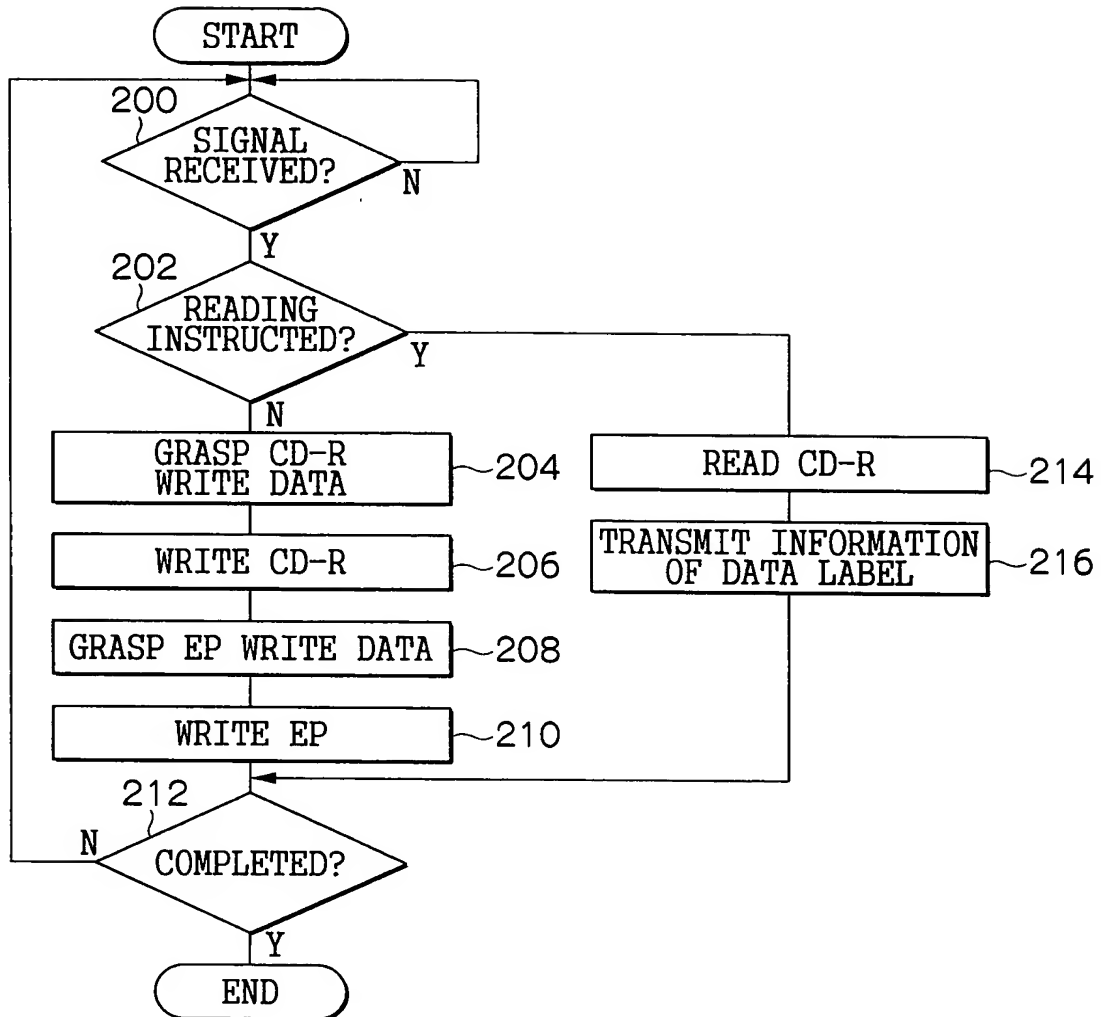 START
200
SIGNAL
RECEIVED?
N
Y
202
READING
INSTRUCTED?
Y
N
GRASP CD-R
WRITE DATA
204
READ CD-R
214
WRITE CD-R
206
TRANSMIT INFORMATION
OF DATA LABEL
216
GRASP EP WRITE DATA
208
WRITE EP
210
212
N
COMPLETED?
Y
END